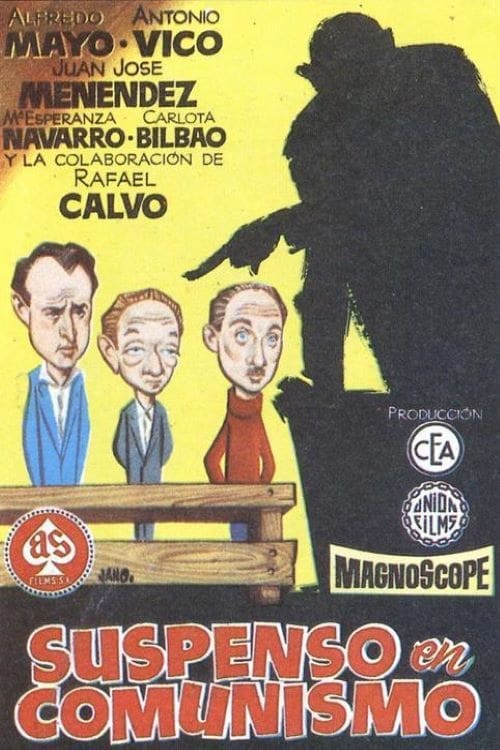 ALFREDO ANTONIO
MAYO · VICO
JUAN JOSE
MENENDEZ
Mª ESPERANZA CARLOTA
NAVARRO · BILBAO
Y LA COLABORACIÓN DE
RAFAEL
CALVO
PRODUCCIÓN
CEA
UNION
FILMS
MAGNOSCOPE
as
FILMS S.A.
JANO.
SUSPENSO en
COMUNISMO